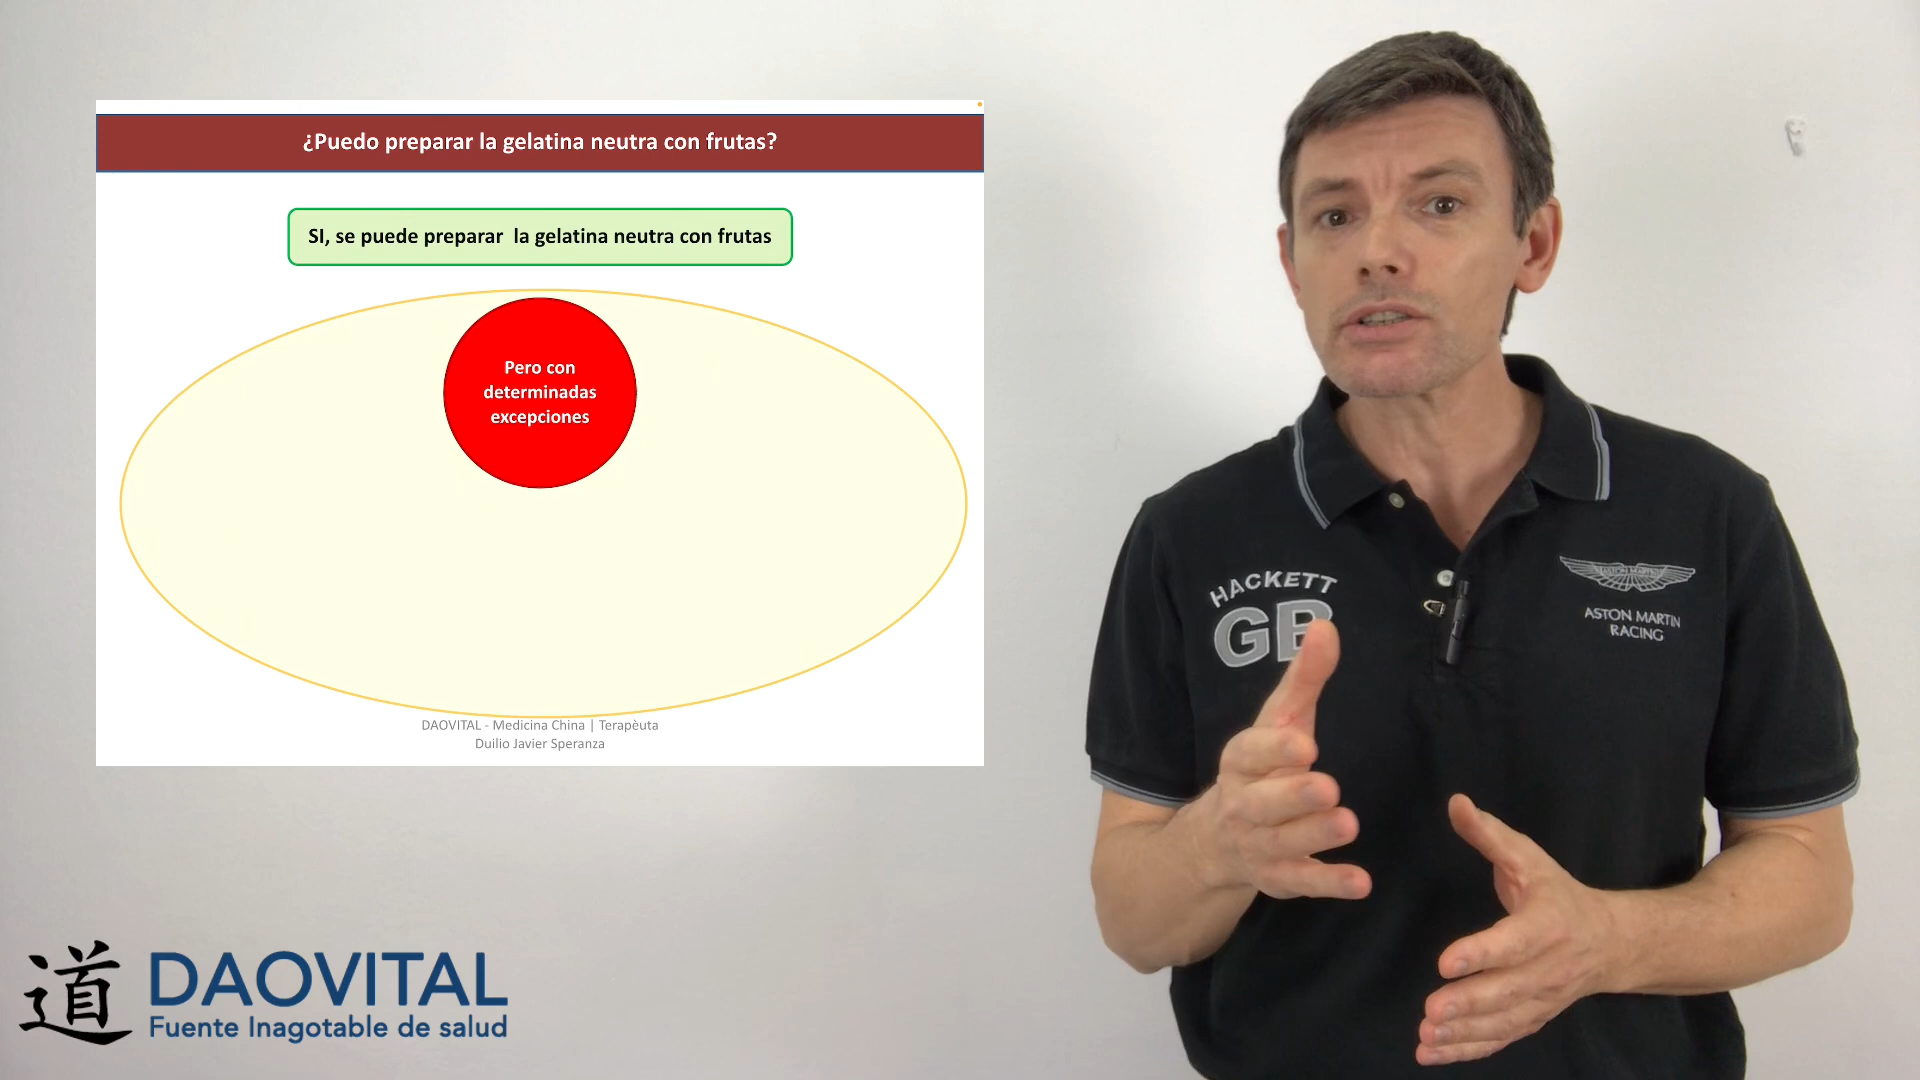 ¿Puedo preparar la gelatina neutra con frutas?
SI, se puede preparar  la gelatina neutra con frutas
Pero con
determinadas
excepciones
DAOVITAL - Medicina China | Terapèuta
Duilio Javier Speranza
HACKETT
GB
ASTON MARTIN
ASTON MARTIN
RACING
道
DAOVITAL
Fuente Inagotable de salud